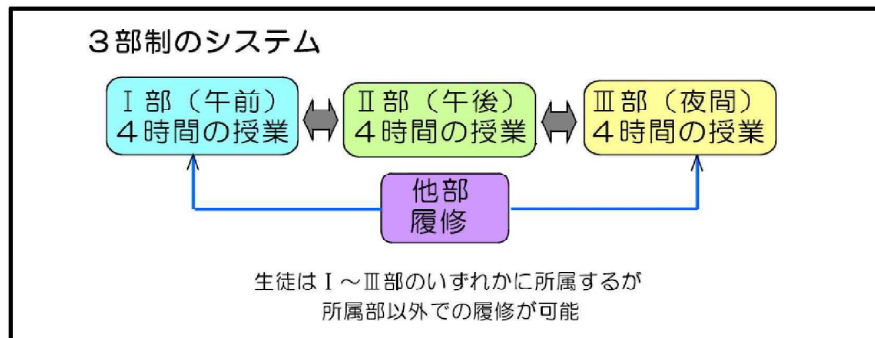 ３部制のシステム
Ⅰ部（午前）
４時間の授業
Ⅱ部（午後）
４時間の授業
Ⅲ部（夜間）
４時間の授業
他部
履修
生徒はⅠ～Ⅲ部のいずれかに所属するが
所属部以外での履修が可能